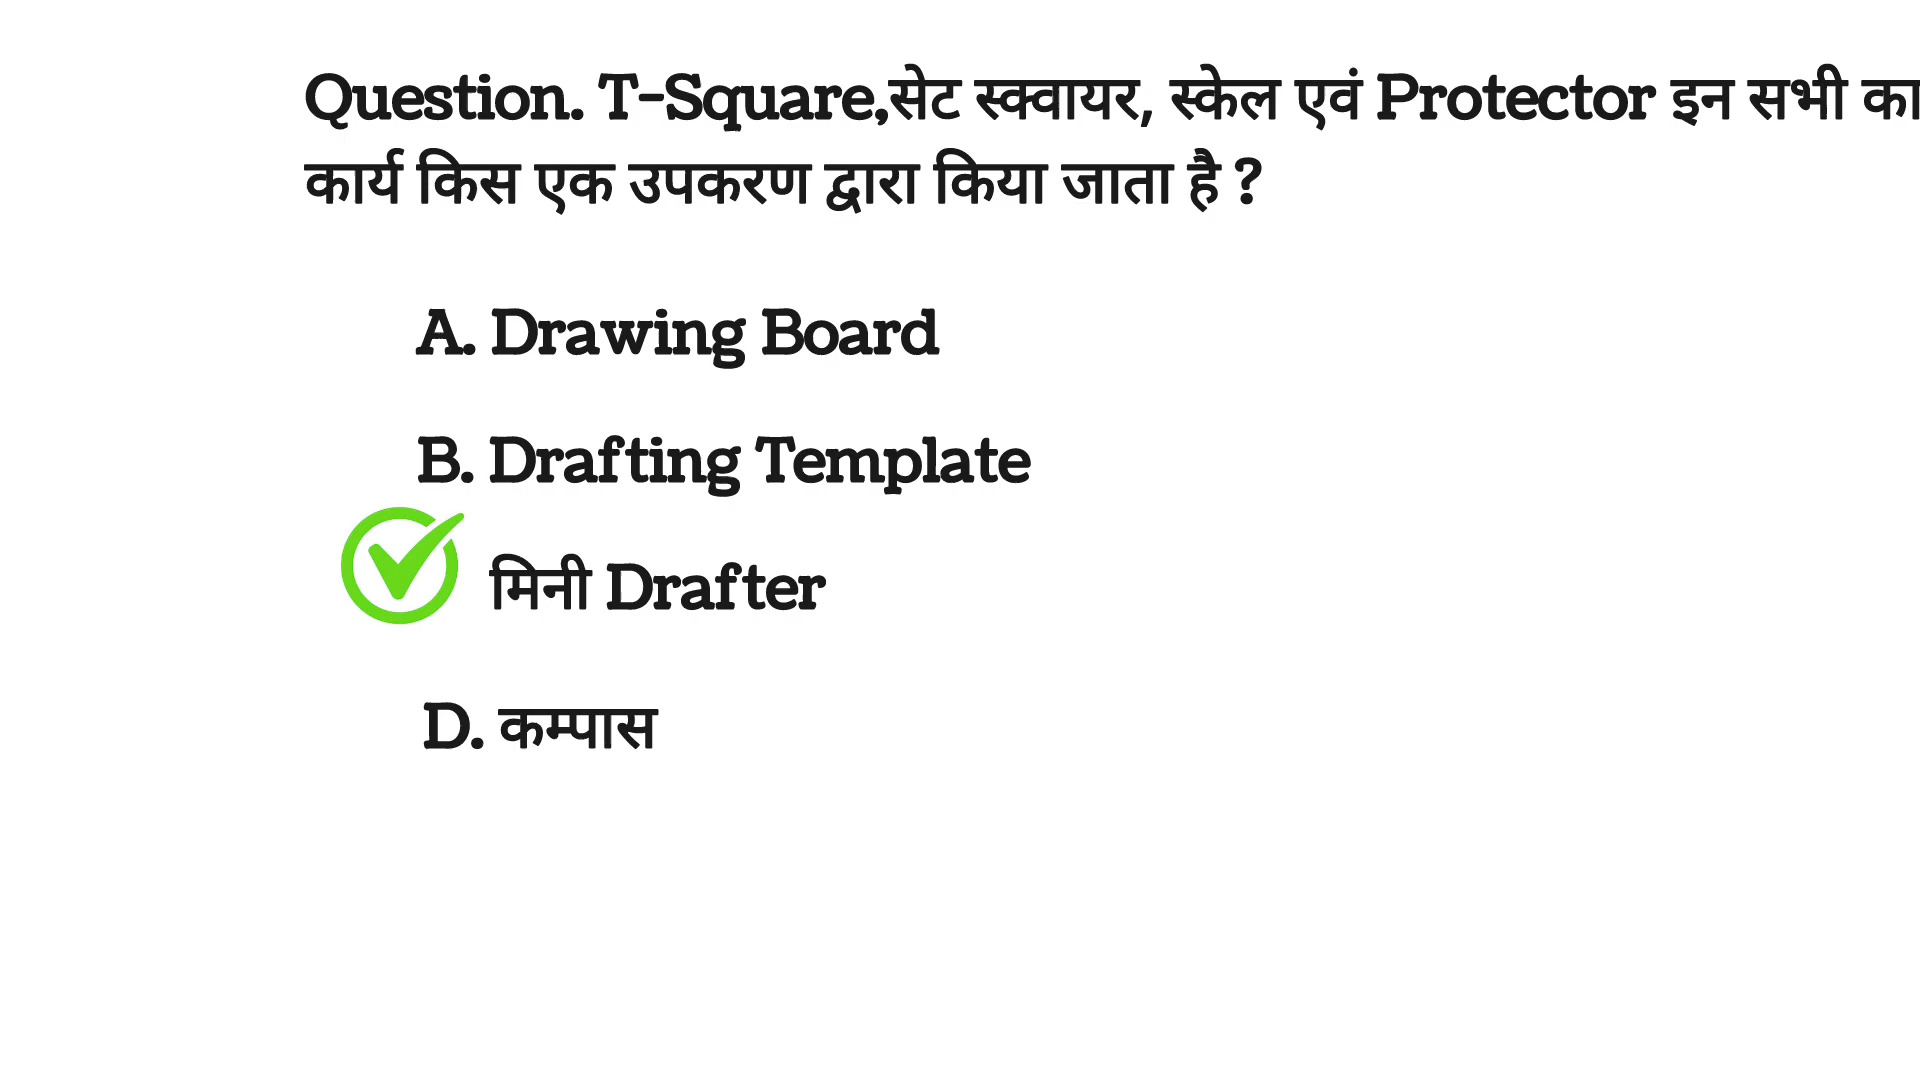 Question. T-Square,सेट स्क्वायर, स्केल एवं Protector इन सभी का
कार्य किस एक उपकरण द्वारा किया जाता है ?
A. Drawing Board
B. Drafting Template
मिनी Drafter
D. कम्पास